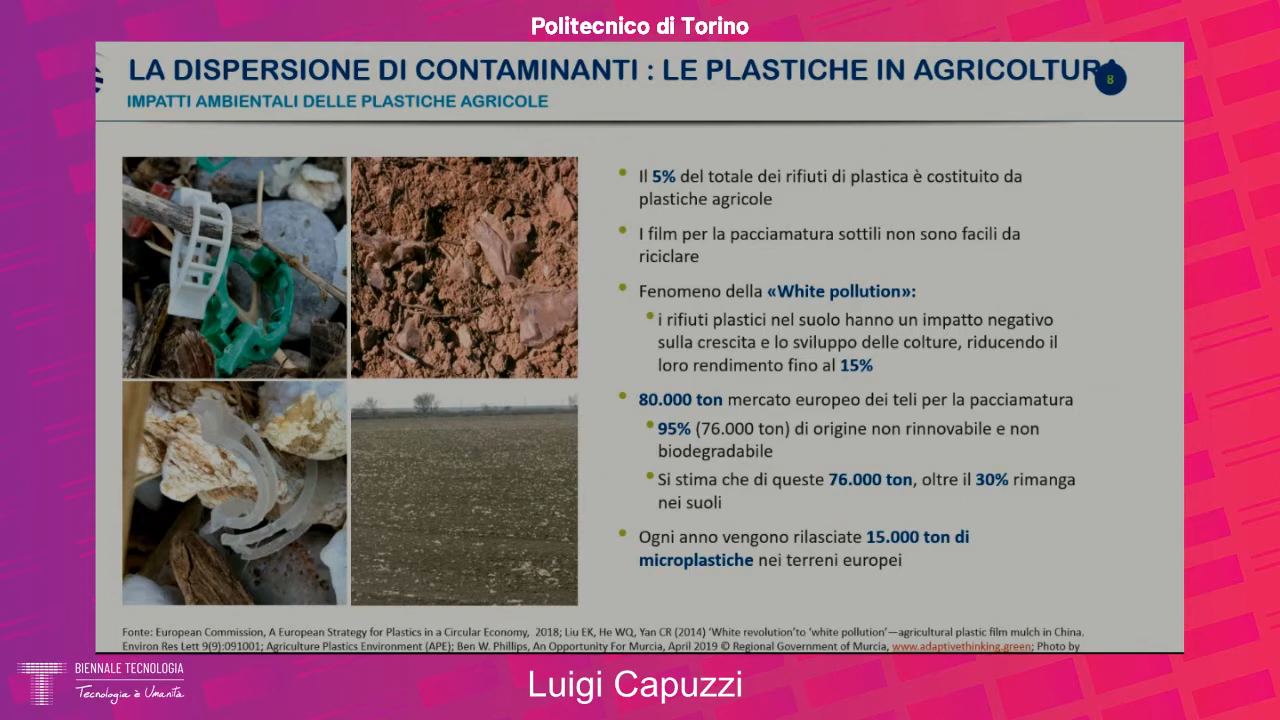 Politecnico di Torino
LA DISPERSIONE DI CONTAMINANTI : LE PLASTICHE IN AGRICOLTURA
8
IMPATTI AMBIENTALI DELLE PLASTICHE AGRICOLE
Il 5% del totale dei rifiuti di plastica è costituito da
plastiche agricole
I film per la pacciamatura sottili non sono facili da
riciclare
Fenomeno della «White pollution»:
i rifiuti plastici nel suolo hanno un impatto negativo
sulla crescita e lo sviluppo delle colture, riducendo il
loro rendimento fino al 15%
80.000 ton mercato europeo dei teli per la pacciamatura
95% (76.000 ton) di origine non rinnovabile e non
biodegradabile
Si stima che di queste 76.000 ton, oltre il 30% rimanga
nei suoli
Ogni anno vengono rilasciate 15.000 ton di
microplastiche nei terreni europei
Fonte: European Commission, A European Strategy for Plastics in a Circular Economy, 2018; Liu EK, He WQ, Yan CR (2014) 'White revolution'to 'white pollution'—agricultural plastic film mulch in China.
Environ Res Lett 9(9):091001; Agriculture Plastics Environment (APE); Ben W. Phillips, An Opportunity For Murcia, April 2019 © Regional Government of Murcia, www.adaptivethinking.green; Photo by
BIENNALE TECNOLOGIA
Tecnologia è Umanità
Luigi Capuzzi